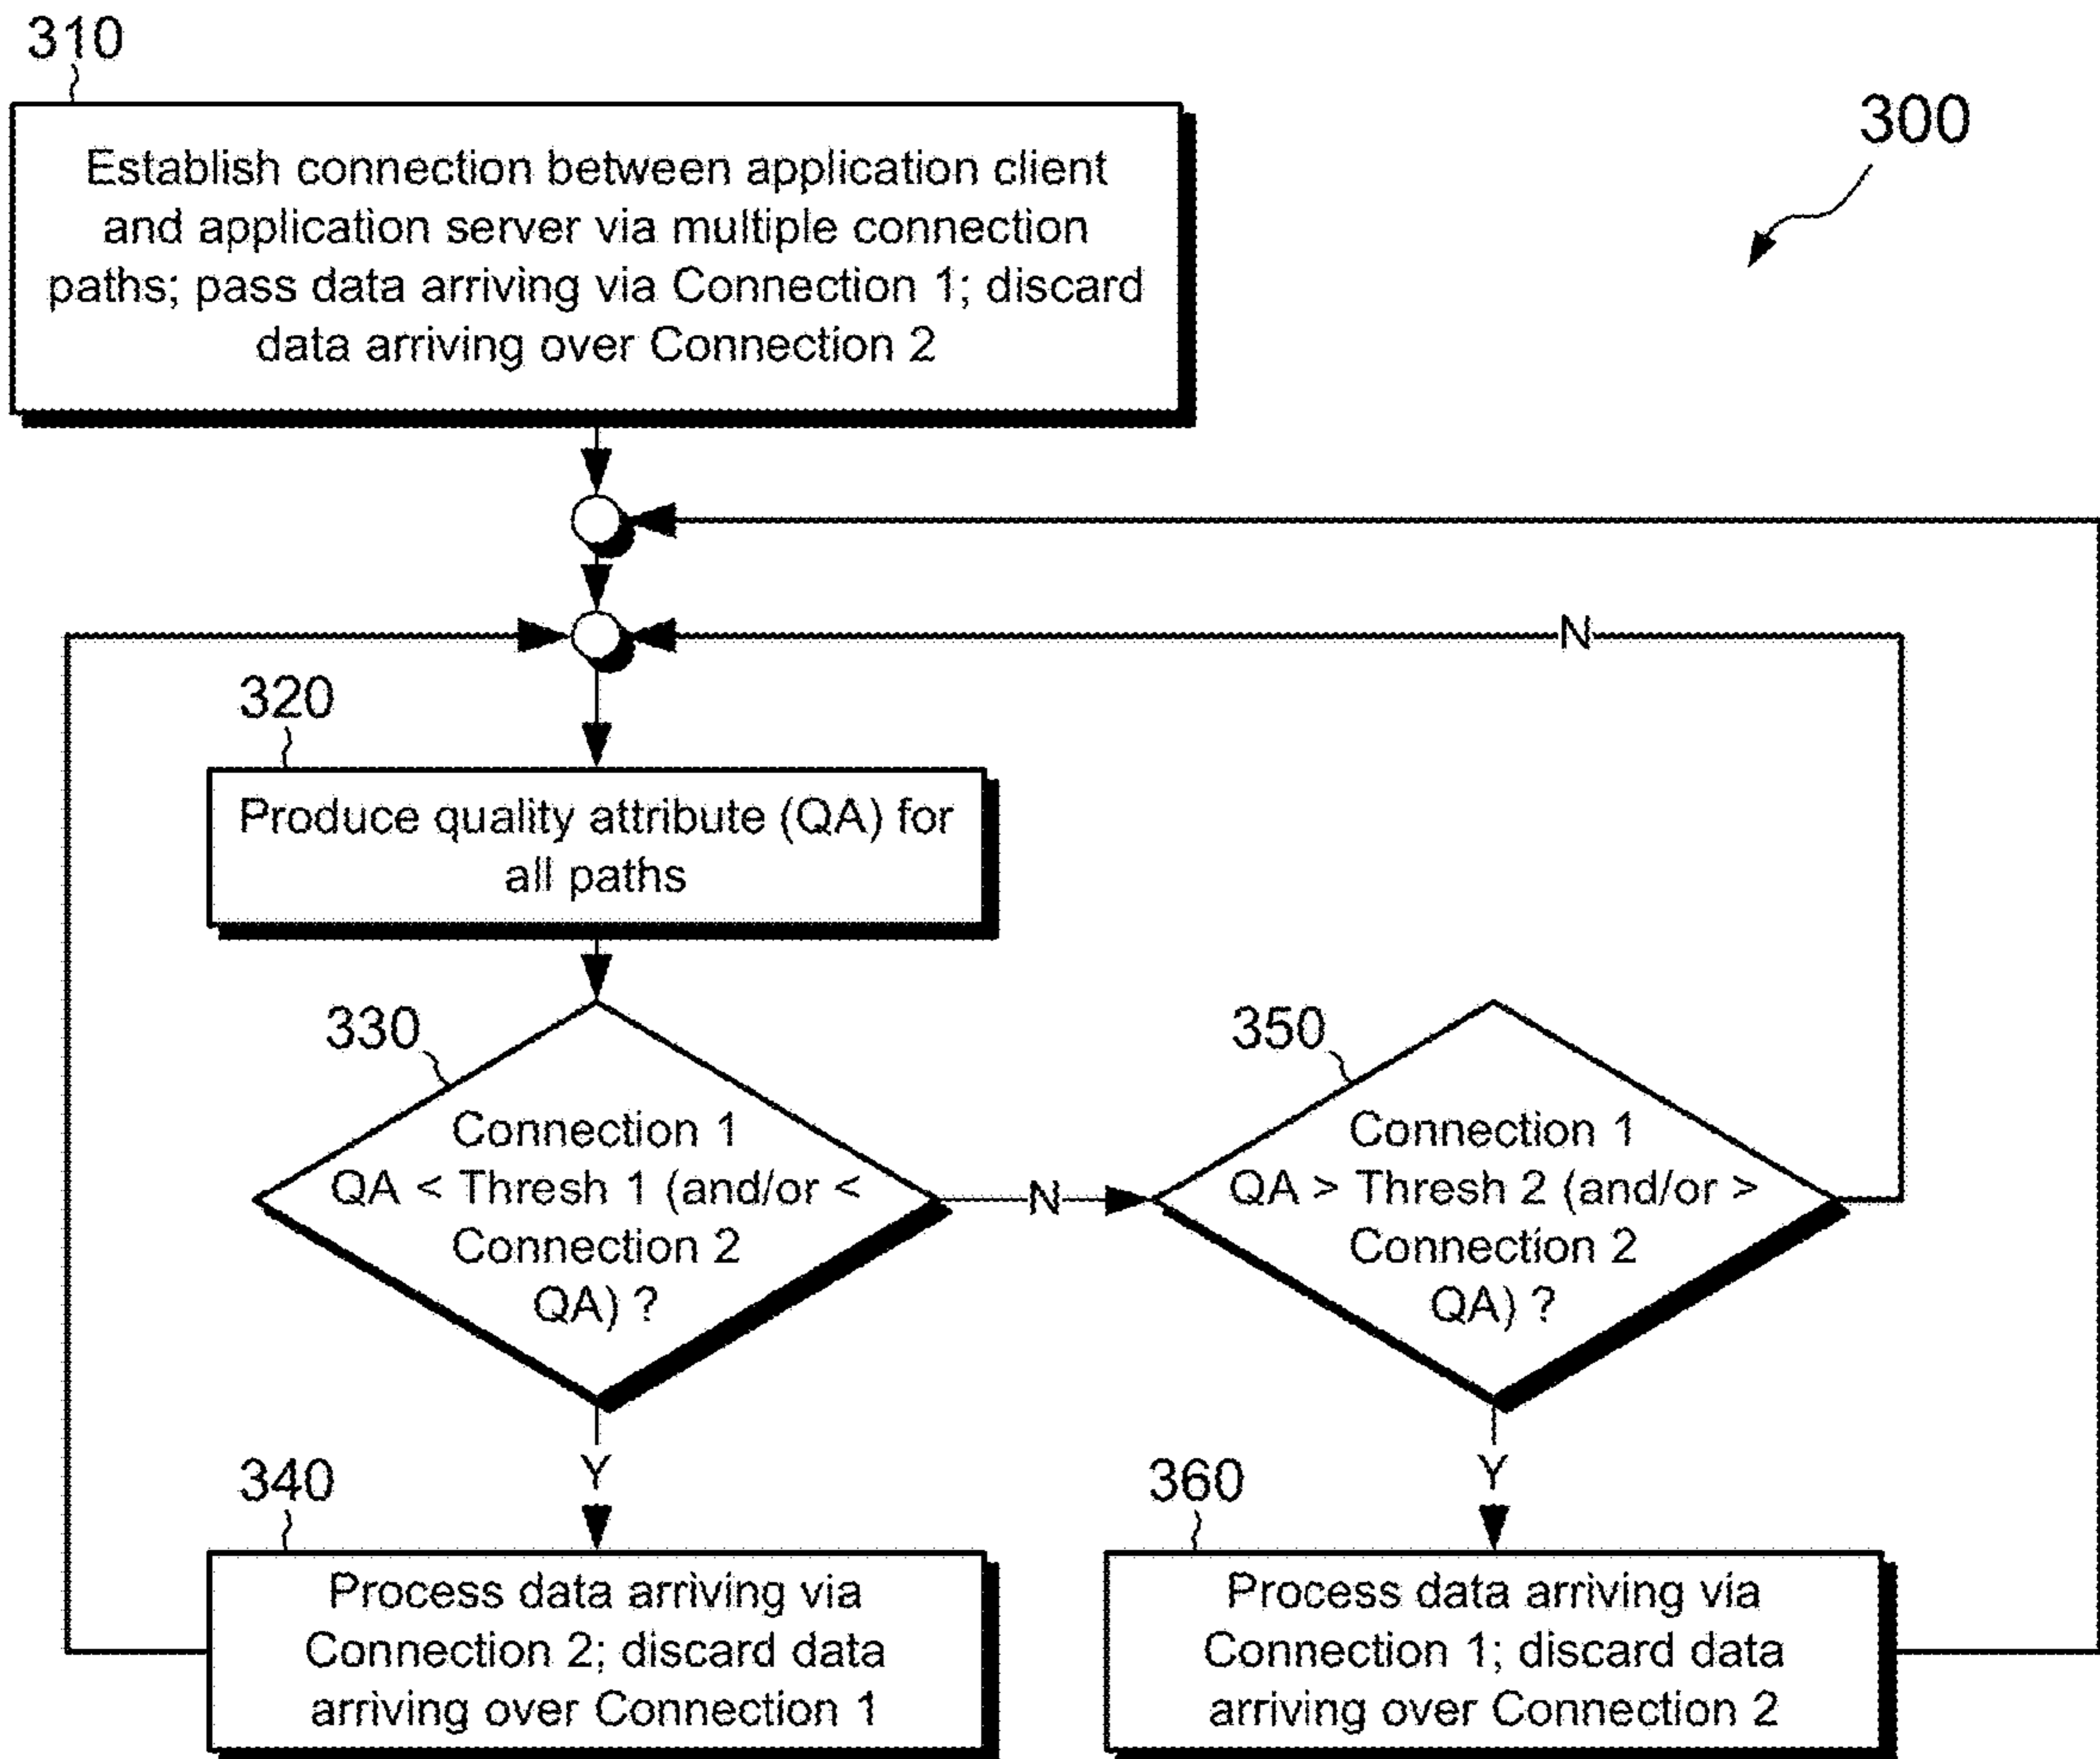 310
300
Establish connection between application client
and application server via multiple connection
paths; pass data arriving via Connection 1; discard
data arriving over Connection 2
N
320
Produce quality attribute (QA) for
all paths
330
Connection 1
QA < Thresh 1 (and/or <
Connection 2
QA) ?
N
350
Connection 1
QA > Thresh 2 (and/or >
Connection 2
QA) ?
Y
Y
340
Process data arriving via
Connection 2; discard data
arriving over Connection 1
360
Process data arriving via
Connection 1; discard data
arriving over Connection 2